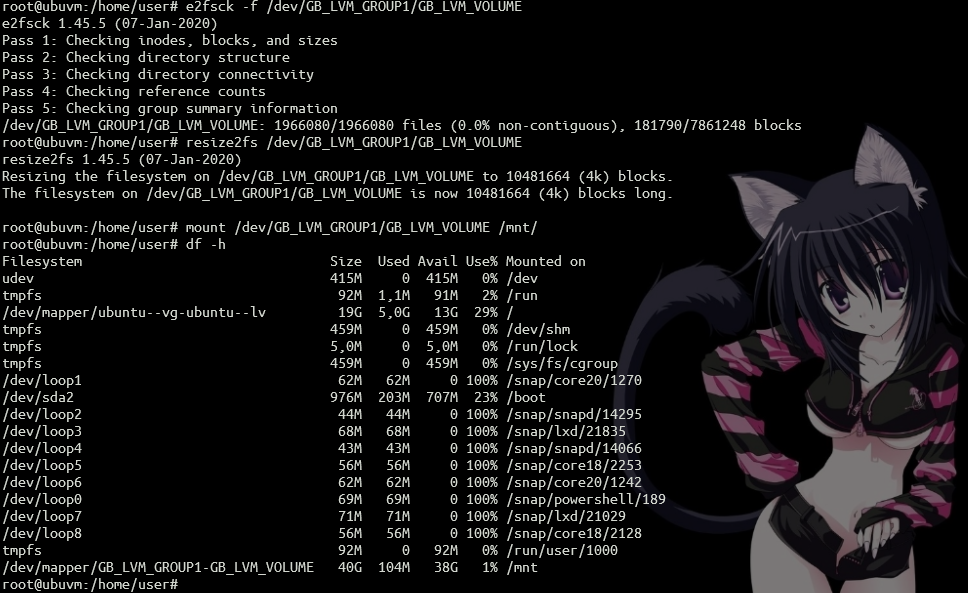 root@ubuvm:/home/user# e2fsck -f /dev/GB_LVM_GROUP1/GB_LVM_VOLUME
e2fsck 1.45.5 (07-Jan-2020)
Pass 1: Checking inodes, blocks, and sizes
Pass 2: Checking directory structure
Pass 3: Checking directory connectivity
Pass 4: Checking reference counts
Pass 5: Checking group summary information
/dev/GB_LVM_GROUP1/GB_LVM_VOLUME: 1966080/1966080 files (0.0% non-contiguous), 181790/7861248 blocks
root@ubuvm:/home/user# resize2fs /dev/GB_LVM_GROUP1/GB_LVM_VOLUME
resize2fs 1.45.5 (07-Jan-2020)
Resizing the filesystem on /dev/GB_LVM_GROUP1/GB_LVM_VOLUME to 10481664 (4k) blocks.
The filesystem on /dev/GB_LVM_GROUP1/GB_LVM_VOLUME is now 10481664 (4k) blocks long.
root@ubuvm:/home/user# mount /dev/GB_LVM_GROUP1/GB_LVM_VOLUME /mnt/
root@ubuvm:/home/user# df -h
Filesystem Size Used Avail Use% Mounted on
udev 415M 0 415M 0% /dev
tmpfs 92M 1,1M 91M 2% /run
/dev/mapper/ubuntu--vg-ubuntu--lv 19G 5,0G 13G 29% /
tmpfs 459M 0 459M 0% /dev/shm
tmpfs 5,0M 0 5,0M 0% /run/lock
tmpfs 459M 0 459M 0% /sys/fs/cgroup
/dev/loop1 62M 62M 0 100% /snap/core20/1270
/dev/sda2 976M 203M 707M 23% /boot
/dev/loop2 44M 44M 0 100% /snap/snapd/14295
/dev/loop3 68M 68M 0 100% /snap/lxd/21835
/dev/loop4 43M 43M 0 100% /snap/snapd/14066
/dev/loop5 56M 56M 0 100% /snap/core18/2253
/dev/loop6 62M 62M 0 100% /snap/core20/1242
/dev/loop0 69M 69M 0 100% /snap/powershell/189
/dev/loop7 71M 71M 0 100% /snap/lxd/21029
/dev/loop8 56M 56M 0 100% /snap/core18/2128
tmpfs 92M 0 92M 0% /run/user/1000
/dev/mapper/GB_LVM_GROUP1-GB_LVM_VOLUME 40G 104M 38G 1% /mnt
root@ubuvm:/home/user#